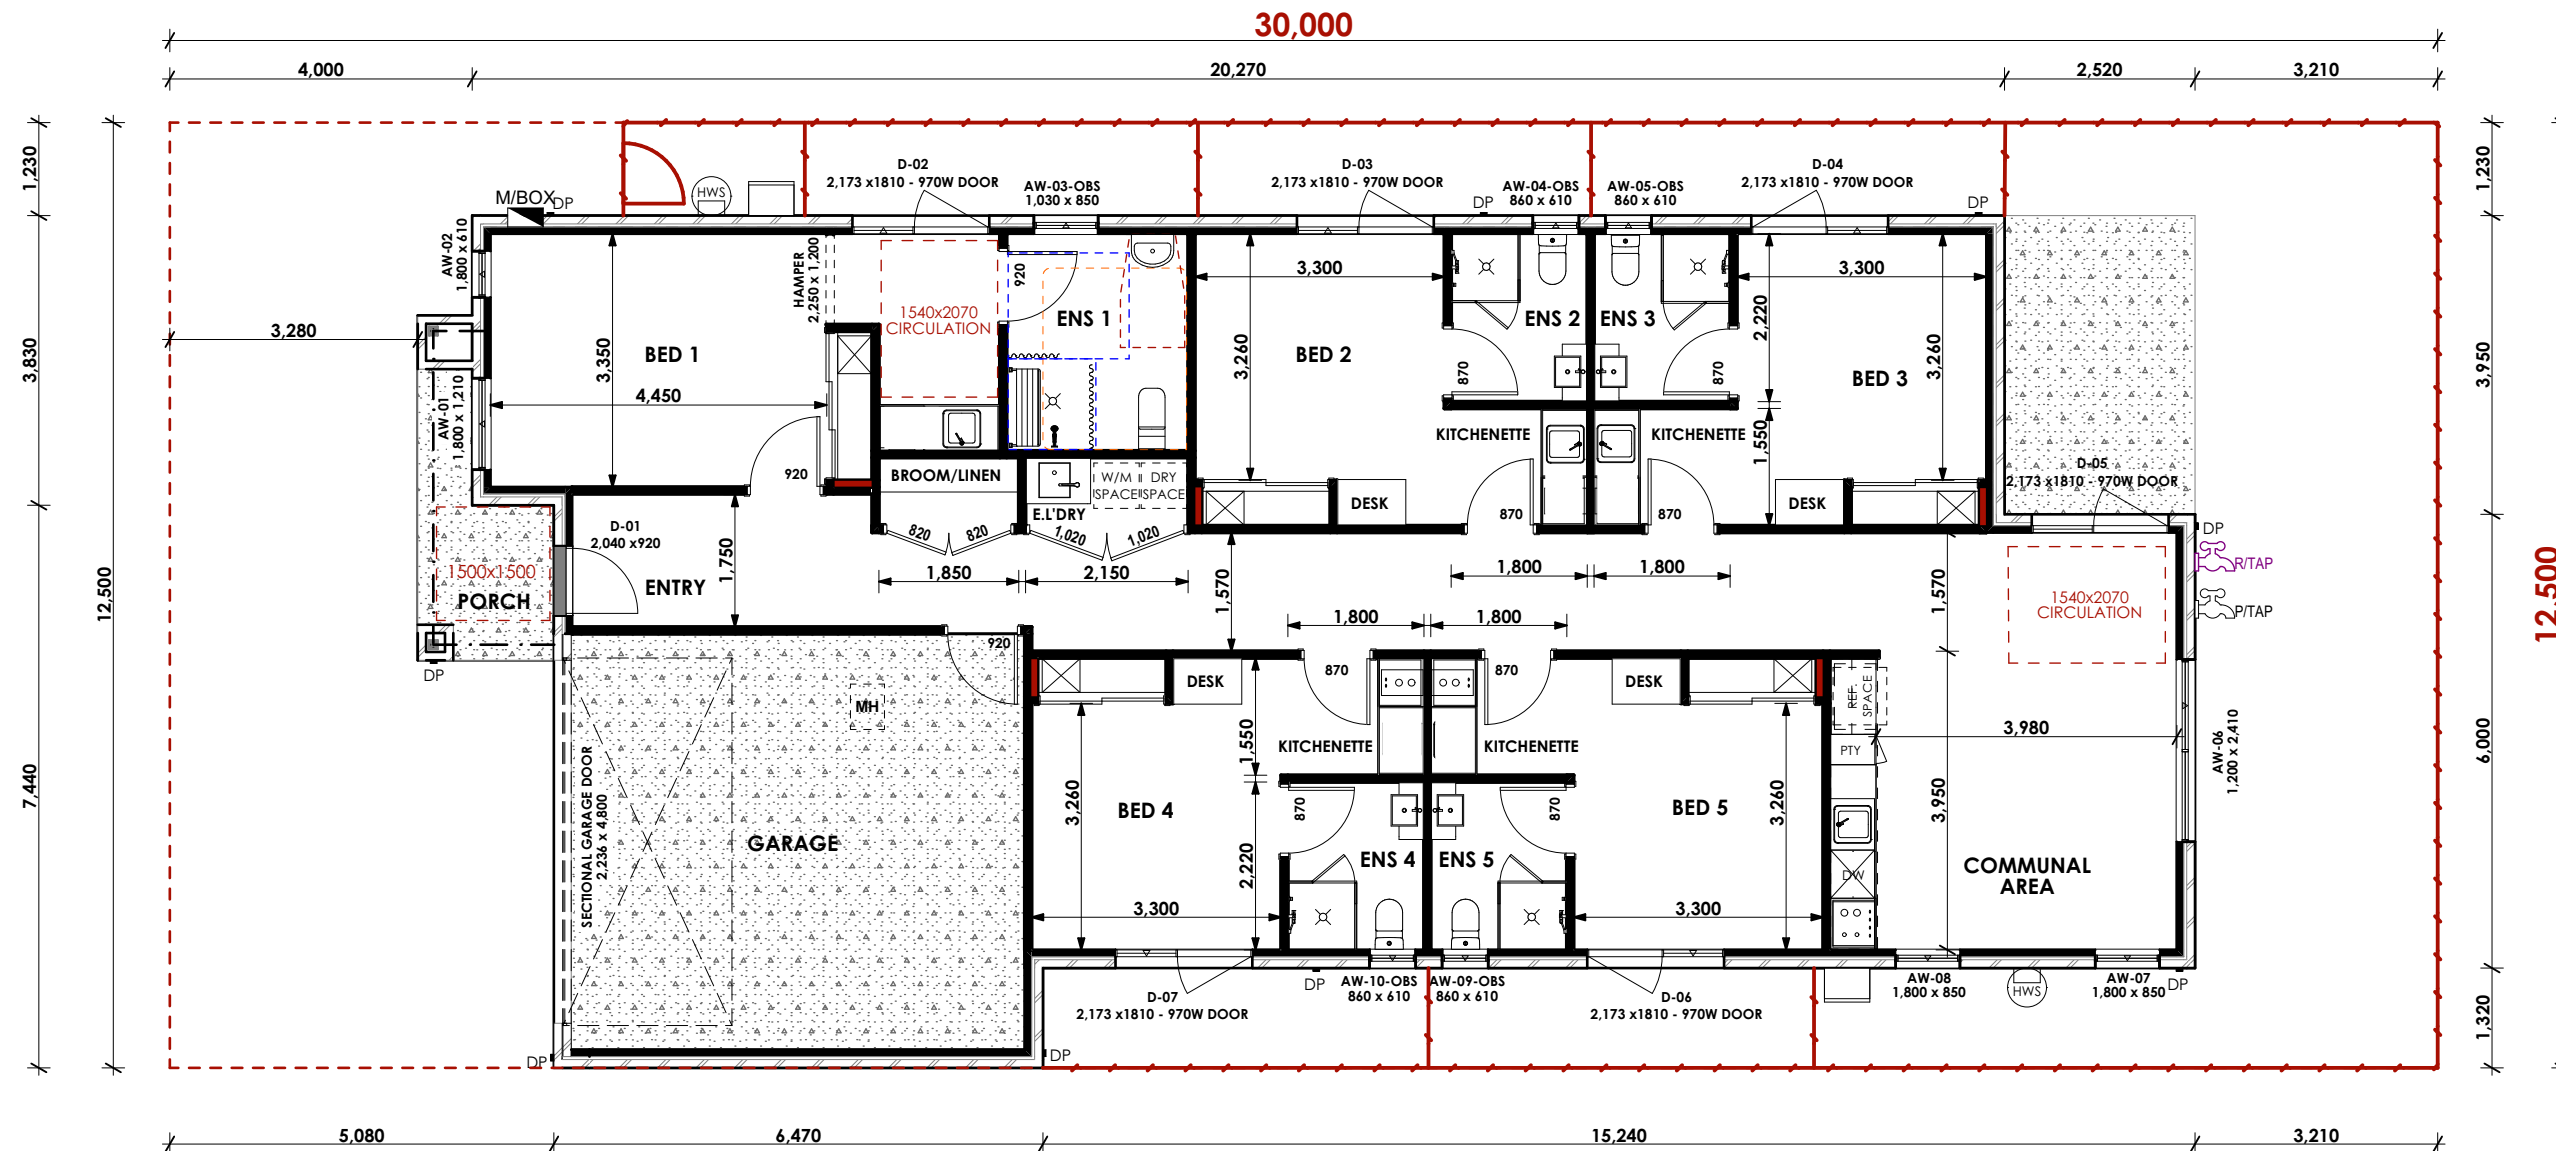 30,000
4,000
20,270
2,520
3,210
1,230
3,830
7,440
12,500
M/BOX
DP
HWS
D-02
2,173 x1810 - 970W DOOR
AW-03-OBS
1,030 x 850
D-03
2,173 x1810 - 970W DOOR
DP
AW-04-OBS
860 x 610
AW-05-OBS
860 x 610
D-04
2,173 x1810 - 970W DOOR
DP
1,230
3,950
6,000
1,320
12,500
AW-02
1,800 x 610
3,280
AW-01
1,800 x 1,210
BED 1
3,350
4,450
HAMPER
2,250 x 1,200
920
1540x2070
CIRCULATION
920
ENS 1
BROOM/LINEN
820
820
E.L'DRY
W/M
SPACE
DRY
SPACE
1,020
1,020
3,300
BED 2
3,260
DESK
ENS 2
870
KITCHENETTE
870
ENS 3
870
KITCHENETTE
870
2,220
1,550
3,300
BED 3
3,260
DESK
D-05
2,173 x1810 - 970W DOOR
DP
R/TAP
P/TAP
D-01
2,040 x920
1500x1500
PORCH
DP
ENTRY
1,750
1,850
2,150
1,570
1,800
1,800
1,800
1,800
1,570
1540x2070
CIRCULATION
920
MH
SECTIONAL GARAGE DOOR
2,236 x 4,800
GARAGE
DP
DP
DESK
1,550
870
KITCHENETTE
BED 4
3,260
870
ENS 4
2,220
3,300
870
KITCHENETTE
870
ENS 5
DESK
BED 5
3,260
3,300
REF.
SPACE
PTY
DW
3,980
3,950
COMMUNAL
AREA
AW-06
1,200 x 2,410
D-07
2,173 x1810 - 970W DOOR
DP
AW-10-OBS
860 x 610
AW-09-OBS
860 x 610
D-06
2,173 x1810 - 970W DOOR
AW-08
1,800 x 850
HWS
AW-07
1,800 x 850
DP
5,080
6,470
15,240
3,210